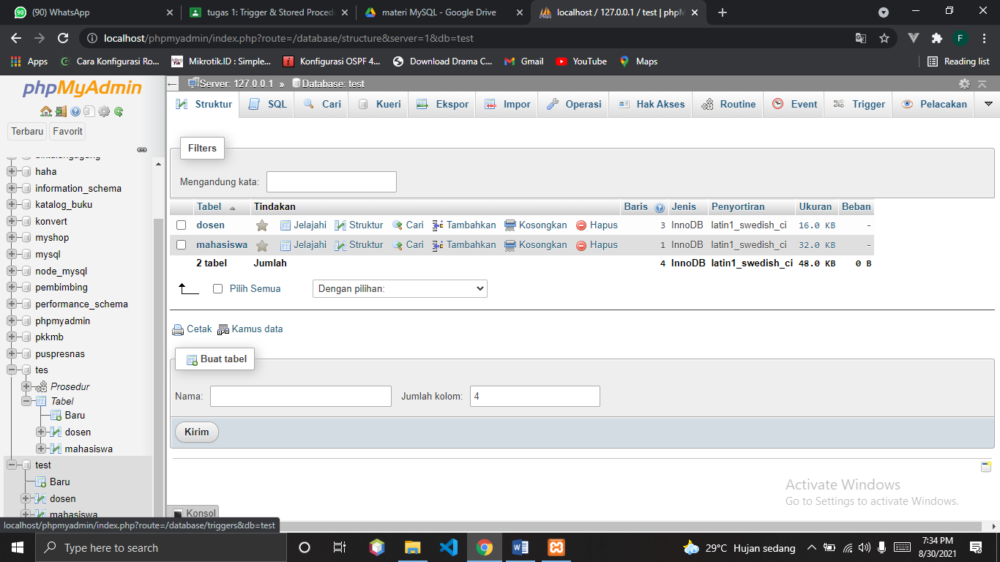 (90) WhatsApp
tugas 1: Trigger & Stored Proced
materi MySQL - Google Drive
localhost / 127.0.0.1 / test | phpM
localhost/phpmyadmin/index.php?route=/database/structure&server=1&db=test
F
Apps
Cara Konfigurasi Ro...
Mikrotik.ID : Simple...
Konfigurasi OSPF 4...
Download Drama C...
Gmail
YouTube
Maps
Reading list
phpMyAdmin
Terbaru
Favorit
haha
information_schema
katalog_buku
konvert
myshop
mysql
node_mysql
pembimbing
performance_schema
phpmyadmin
pkkmb
puspresnas
tes
Prosedur
Tabel
Baru
dosen
mahasiswa
test
Baru
dosen
mahasiswa
Server: 127.0.0.1 » Database: test
Struktur SQL Cari Kueri Ekspor Impor Operasi Hak Akses Routine Event Trigger Pelacakan
Filters
Mengandung kata:
Tabel Tindakan Baris Jenis Penyortiran Ukuran Beban
dosen Jelajahi Struktur Cari Tambahkan Kosongkan Hapus 3 InnoDB latin1_swedish_ci 16.0 KB -
mahasiswa Jelajahi Struktur Cari Tambahkan Kosongkan Hapus 1 InnoDB latin1_swedish_ci 32.0 KB -
2 tabel Jumlah 4 InnoDB latin1_swedish_ci 48.0 KB 0 B
Pilih Semua Dengan pilihan:
Cetak Kamus data
Buat tabel
Nama: Jumlah kolom: 4
Kirim
Activate Windows
Go to Settings to activate Windows.
Konsol
localhost/phpmyadmin/index.php?route=/database/triggers&db=test
Type here to search
29°C Hujan sedang
7:34 PM
8/30/2021